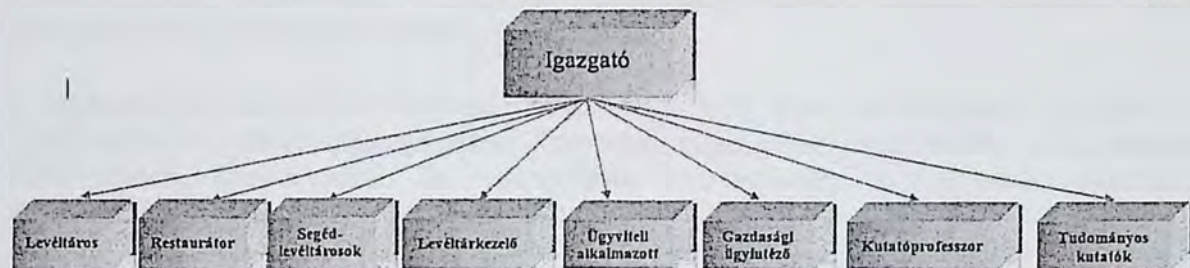 Igazgató
Levéltáros
Restaurátor
Segéd-
levéltárosok
Levéltárkezelő
Ügyviteli
alkalmazott
Gazdasági
ügyintéző
Kutatóprofesszor
Tudományos
kutatók